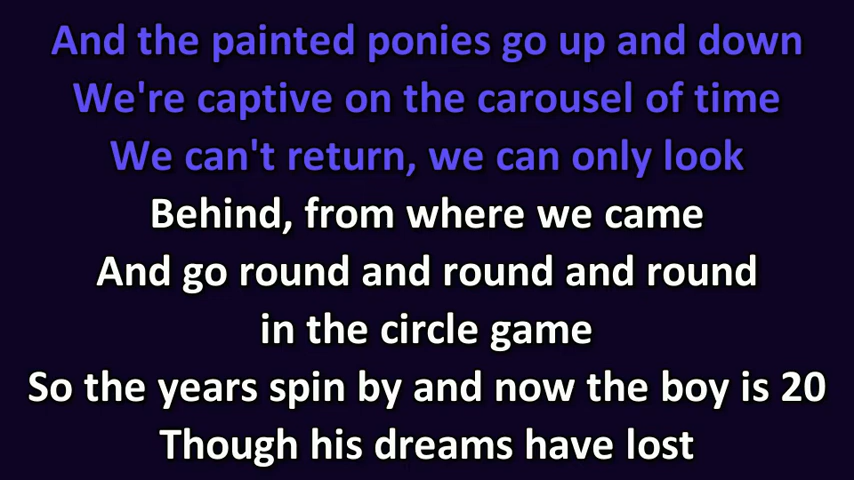 And the painted ponies go up and down
We're captive on the carousel of time
We can't return, we can only look
Behind, from where we came
And go round and round and round
in the circle game
So the years spin by and now the boy is 20
Though his dreams have lost